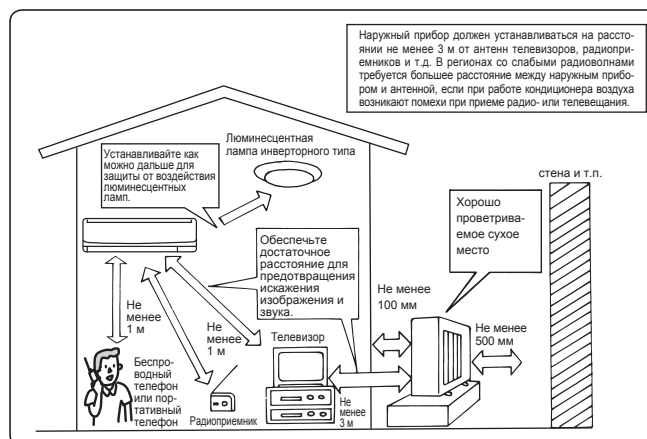 Наружный прибор должен устанавливаться на рассто-
янии не менее 3 м от антенн телевизоров, радиопри-
емников и т.д. В регионах со слабыми радиоволнами
требуется большее расстояние между наружным прибо-
ром и антенной, если при работе кондиционера воздуха
возникают помехи при приеме радио- или телевещания.
Люминесцентная
лампа инверторного типа
Устанавливайте как
можно дальше для
защиты от воздействия
люминесцентных
ламп.
стена и т.п.
Хорошо
проветрива-
емое сухое
место
Обеспечьте
достаточное
расстояние для
предотвращения
искажения
изображения и
звука.
Не менее
100 мм
Не менее
500 мм
Не
менее
1 м
Не
менее
1 м
Телевизор
Беспро-
водный
телефон
или пор-
тативный
телефон
Радиоприемник
Не
менее
3 м